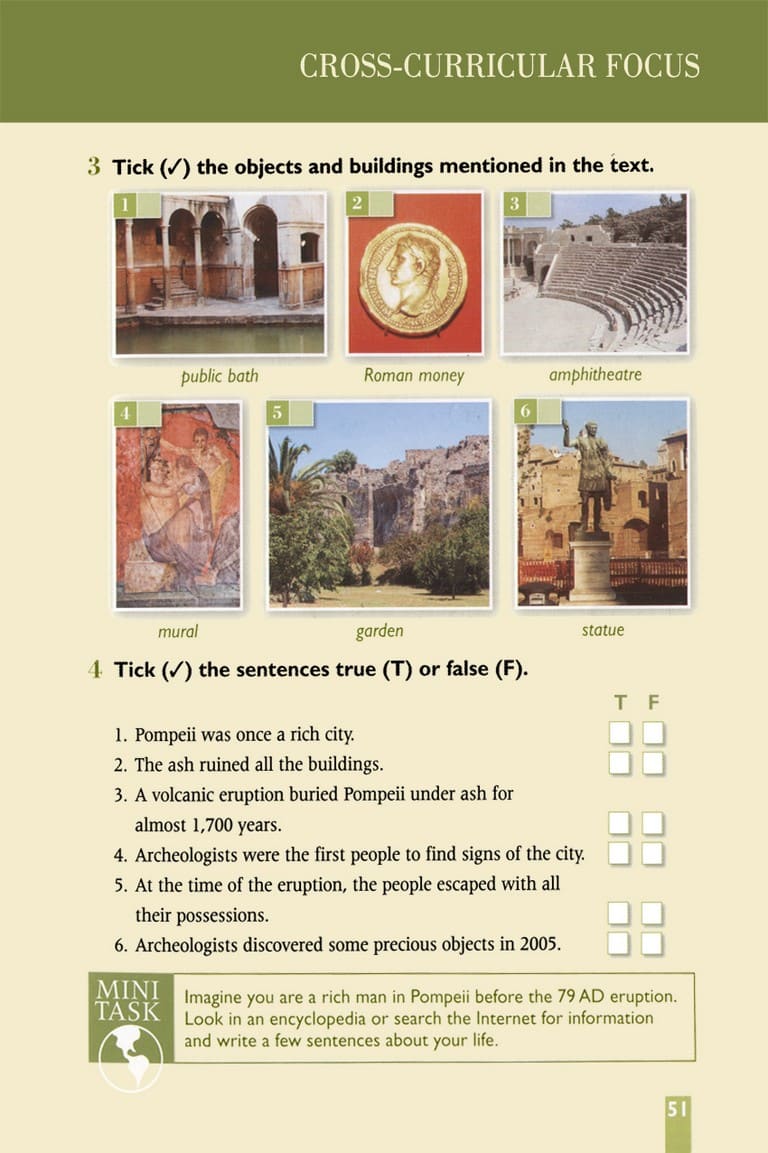 CROSS-CURRICULAR FOCUS
3 Tick (✓) the objects and buildings mentioned in the text.
1
2
3
public bath
Roman money
amphitheatre
4
5
6
mural
garden
statue
4 Tick (✓) the sentences true (T) or false (F).
T F
1. Pompeii was once a rich city.
2. The ash ruined all the buildings.
3. A volcanic eruption buried Pompeii under ash for
almost 1,700 years.
4. Archeologists were the first people to find signs of the city.
5. At the time of the eruption, the people escaped with all
their possessions.
6. Archeologists discovered some precious objects in 2005.
MINI
TASK
Imagine you are a rich man in Pompeii before the 79 AD eruption.
Look in an encyclopedia or search the Internet for information
and write a few sentences about your life.
51